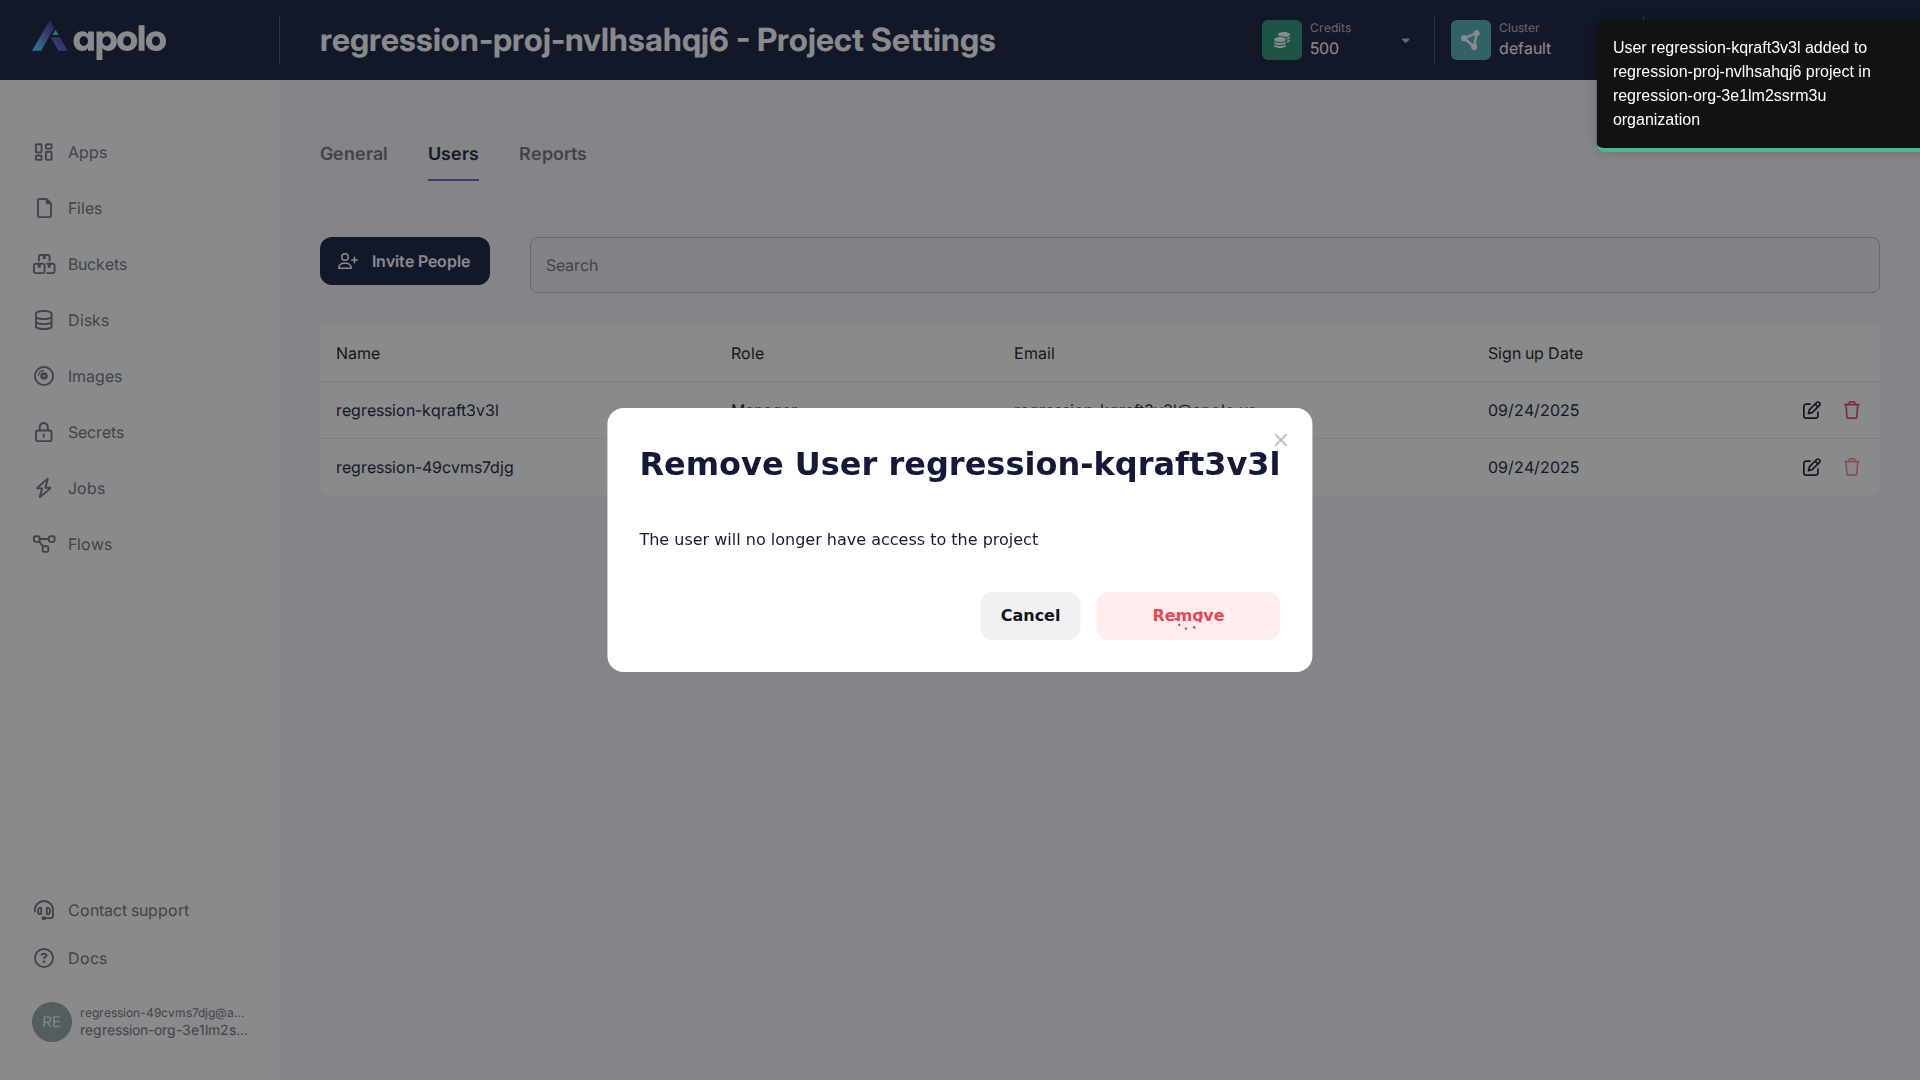 apolo
regression-proj-nvlhsahqj6 - Project Settings
Credits
500
Cluster
default
User regression-kqraft3v3l added to
regression-proj-nvlhsahqj6 project in
regression-org-3e1lm2ssrm3u
organization
Apps
Files
Buckets
Disks
Images
Secrets
Jobs
Flows
General
Users
Reports
Invite People
Search
Name
Role
Email
Sign up Date
regression-kqraft3v3l
09/24/2025
regression-49cvms7djg
09/24/2025
Remove User regression-kqraft3v3l
The user will no longer have access to the project
Cancel
Remove
Contact support
Docs
RE
regression-49cvms7djg@a...
regression-org-3e1lm2s...